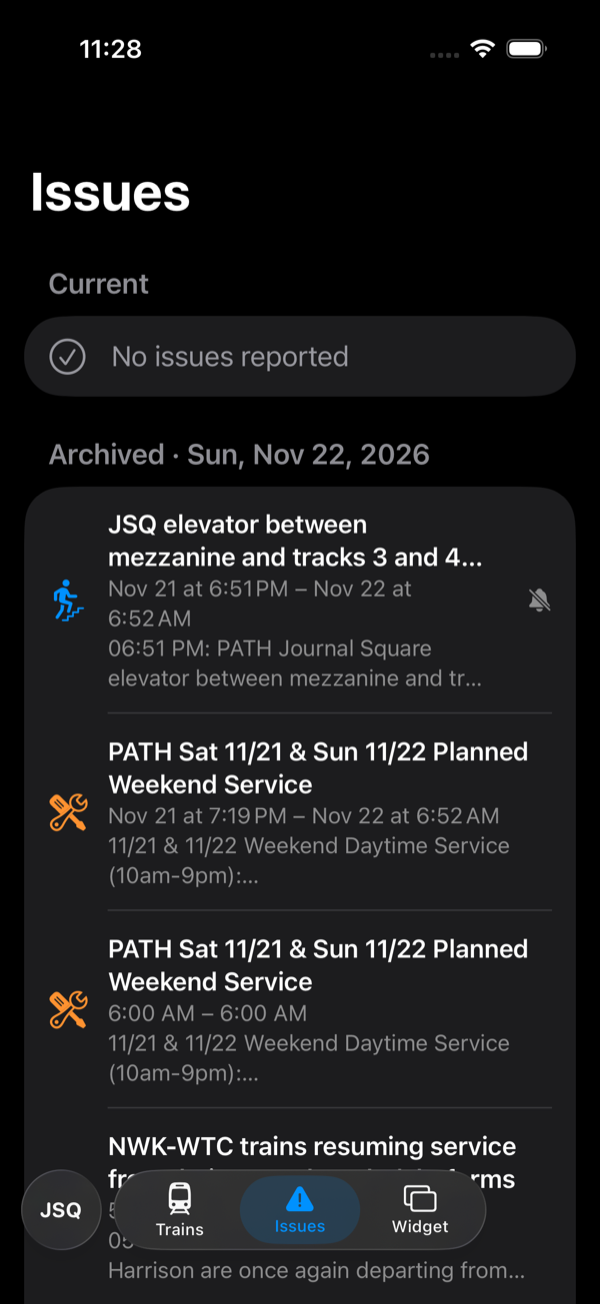 11:28
Issues
Current
No issues reported
Archived · Sun, Nov 22, 2026
JSQ elevator between
mezzanine and tracks 3 and 4...
Nov 21 at 6:51 PM – Nov 22 at
6:52 AM
06:51 PM: PATH Journal Square
elevator between mezzanine and tr...
PATH Sat 11/21 & Sun 11/22 Planned
Weekend Service
Nov 21 at 7:19 PM – Nov 22 at 6:52 AM
11/21 & 11/22 Weekend Daytime Service
(10am-9pm):...
PATH Sat 11/21 & Sun 11/22 Planned
Weekend Service
6:00 AM – 6:00 AM
11/21 & 11/22 Weekend Daytime Service
(10am-9pm):...
NWK-WTC trains resuming service
Harrison are once again departing from...
JSQ
Trains
Issues
Widget